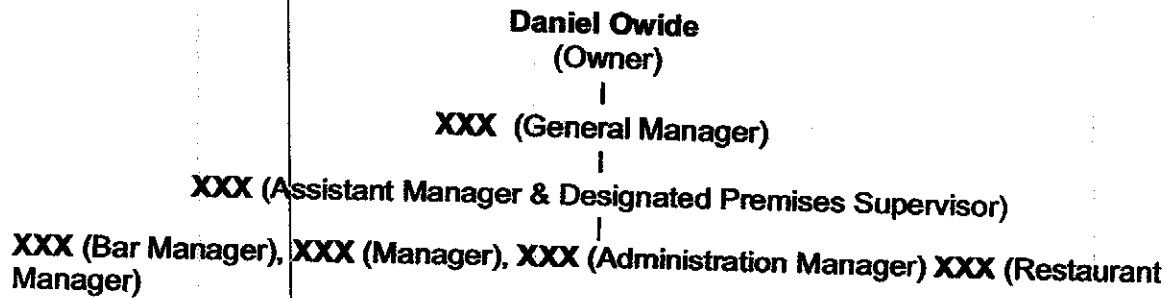 Daniel Owide
(Owner)
|
XXX (General Manager)
|
XXX (Assistant Manager & Designated Premises Supervisor)
|
XXX (Bar Manager), XXX (Manager), XXX (Administration Manager) XXX (Restaurant
Manager)